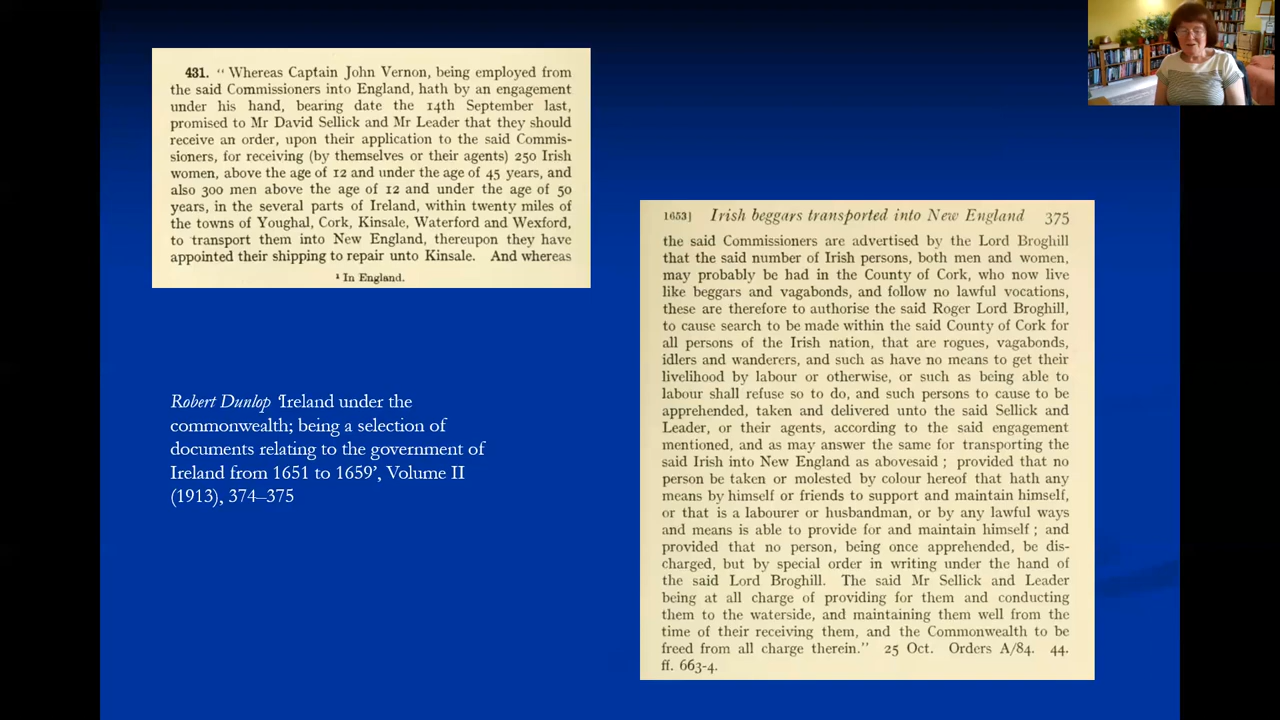 431. “ Whereas Captain John Vernon, being employed from
the said Commissioners into England, hath by an engagement
under his hand, bearing date the 14th September last,
promised to Mr David Sellick and Mr Leader that they should
receive an order, upon their application to the said Commis-
sioners, for receiving (by themselves or their agents) 250 Irish
women, above the age of 12 and under the age of 45 years, and
also 300 men above the age of 12 and under the age of 50
years, in the several parts of Ireland, within twenty miles of
the towns of Youghal, Cork, Kinsale, Waterford and Wexford,
to transport them into New England, thereupon they have
appointed their shipping to repair unto Kinsale. And whereas
¹ In England.
Robert Dunlop ‘Ireland under the
commonwealth; being a selection of
documents relating to the government of
Ireland from 1651 to 1659’, Volume II
(1913), 374–375
1653] Irish beggars transported into New England 375
the said Commissioners are advertised by the Lord Broghill
that the said number of Irish persons, both men and women,
may probably be had in the County of Cork, who now live
like beggars and vagabonds, and follow no lawful vocations,
these are therefore to authorise the said Roger Lord Broghill,
to cause search to be made within the said County of Cork for
all persons of the Irish nation, that are rogues, vagabonds,
idlers and wanderers, and such as have no means to get their
livelihood by labour or otherwise, or such as being able to
labour shall refuse so to do, and such persons to cause to be
apprehended, taken and delivered unto the said Sellick and
Leader, or their agents, according to the said engagement
mentioned, and as may answer the same for transporting the
said Irish into New England as abovesaid ; provided that no
person be taken or molested by colour hereof that hath any
means by himself or friends to support and maintain himself,
or that is a labourer or husbandman, or by any lawful ways
and means is able to provide for and maintain himself ; and
provided that no person, being once apprehended, be dis-
charged, but by special order in writing under the hand of
the said Lord Broghill. The said Mr Sellick and Leader
being at all charge of providing for them and conducting
them to the waterside, and maintaining them well from the
time of their receiving them, and the Commonwealth to be
freed from all charge therein.” 25 Oct. Orders A/84. 44.
ff. 663-4.